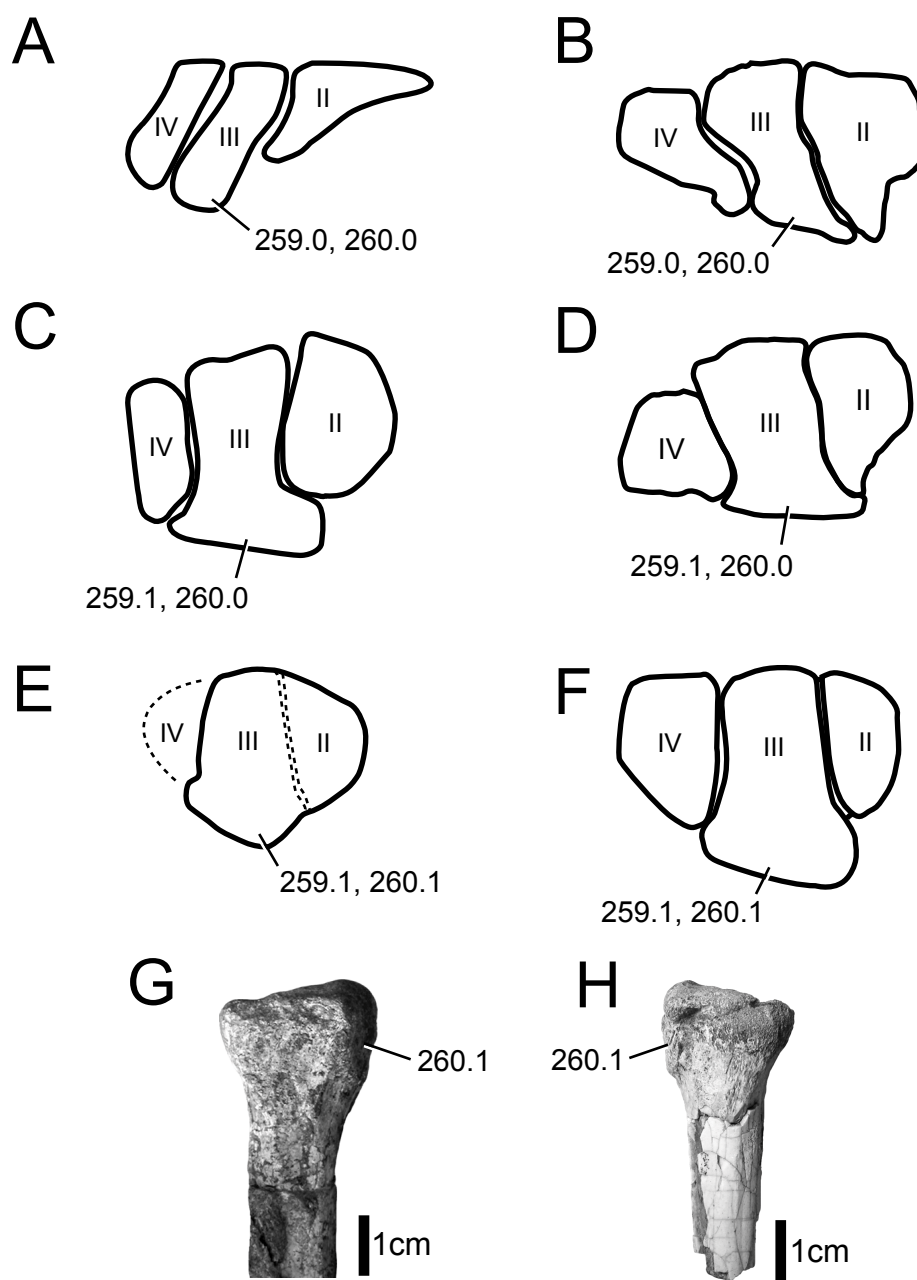 A
B
IV
III
II
IV
III
II
259.0, 260.0
259.0, 260.0
C
D
IV
III
II
IV
III
II
259.1, 260.0
259.1, 260.0
E
F
IV
III
II
IV
III
II
259.1, 260.1
259.1, 260.1
G
H
260.1
260.1
1cm
1cm